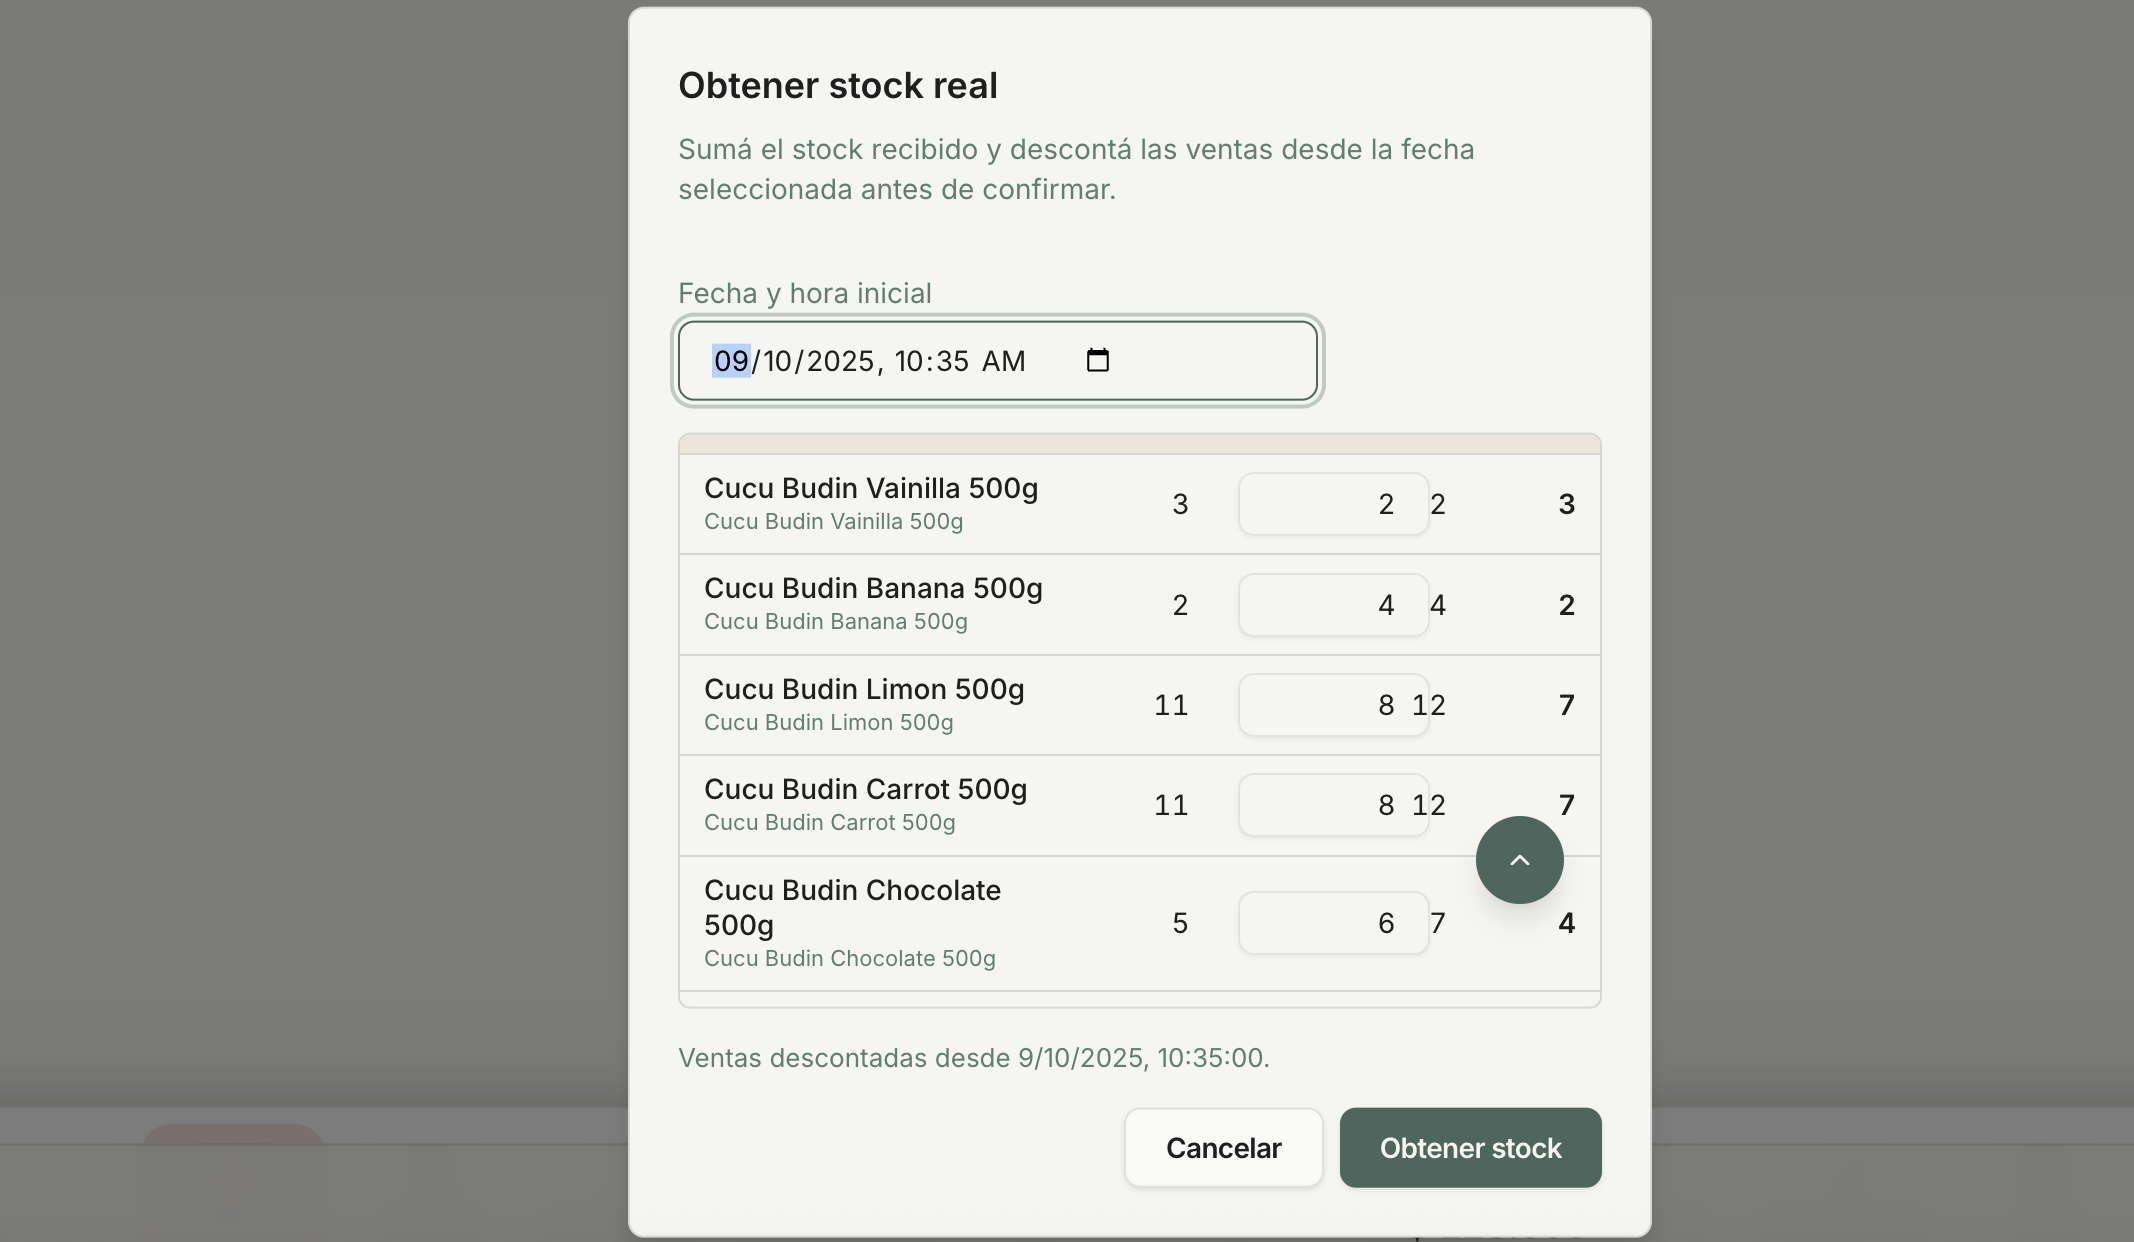 Obtener stock real
Sumá el stock recibido y descontá las ventas desde la fecha
seleccionada antes de confirmar.
Fecha y hora inicial
09/10/2025, 10:35 AM
Cucu Budin Vainilla 500g
Cucu Budin Vainilla 500g
3 2 2 3
Cucu Budin Banana 500g
Cucu Budin Banana 500g
2 4 4 2
Cucu Budin Limon 500g
Cucu Budin Limon 500g
11 8 12 7
Cucu Budin Carrot 500g
Cucu Budin Carrot 500g
11 8 12 7
Cucu Budin Chocolate
500g
Cucu Budin Chocolate 500g
5 6 7 4
Ventas descontadas desde 9/10/2025, 10:35:00.
Cancelar
Obtener stock